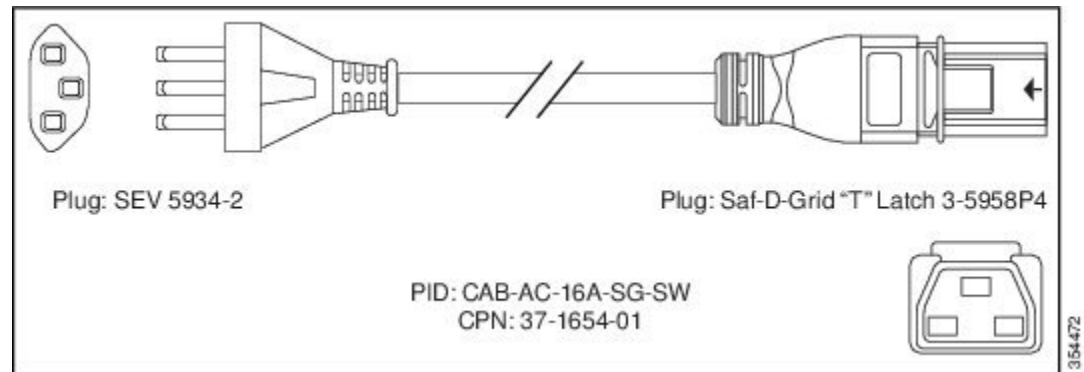 Plug: SEV 5934-2
Plug: Saf-D-Grid “T” Latch 3-5958P4
PID: CAB-AC-16A-SG-SW
CPN: 37-1654-01
354472